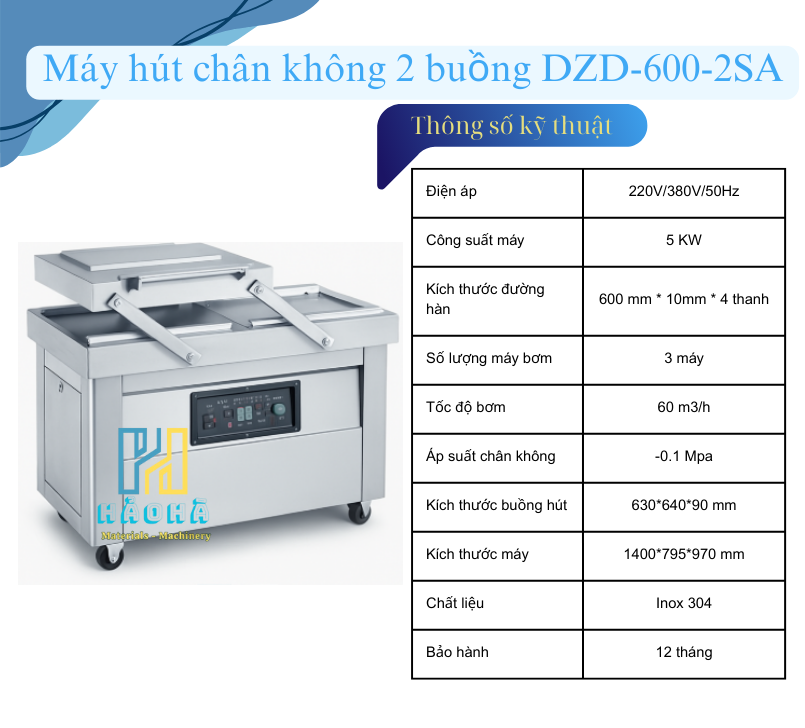 Máy hút chân không 2 buồng DZD-600-2SA
Thông số kỹ thuật
Điện áp
220V/380V/50Hz
Công suất máy
5 KW
Kích thước đường
hàn
600 mm * 10mm * 4 thanh
Số lượng máy bơm
3 máy
Tốc độ bơm
60 m3/h
Áp suất chân không
-0.1 Mpa
Kích thước buồng hút
630*640*90 mm
Kích thước máy
1400*795*970 mm
Chất liệu
Inox 304
Bảo hành
12 tháng
HẢOHÀ
Materials - Machinery